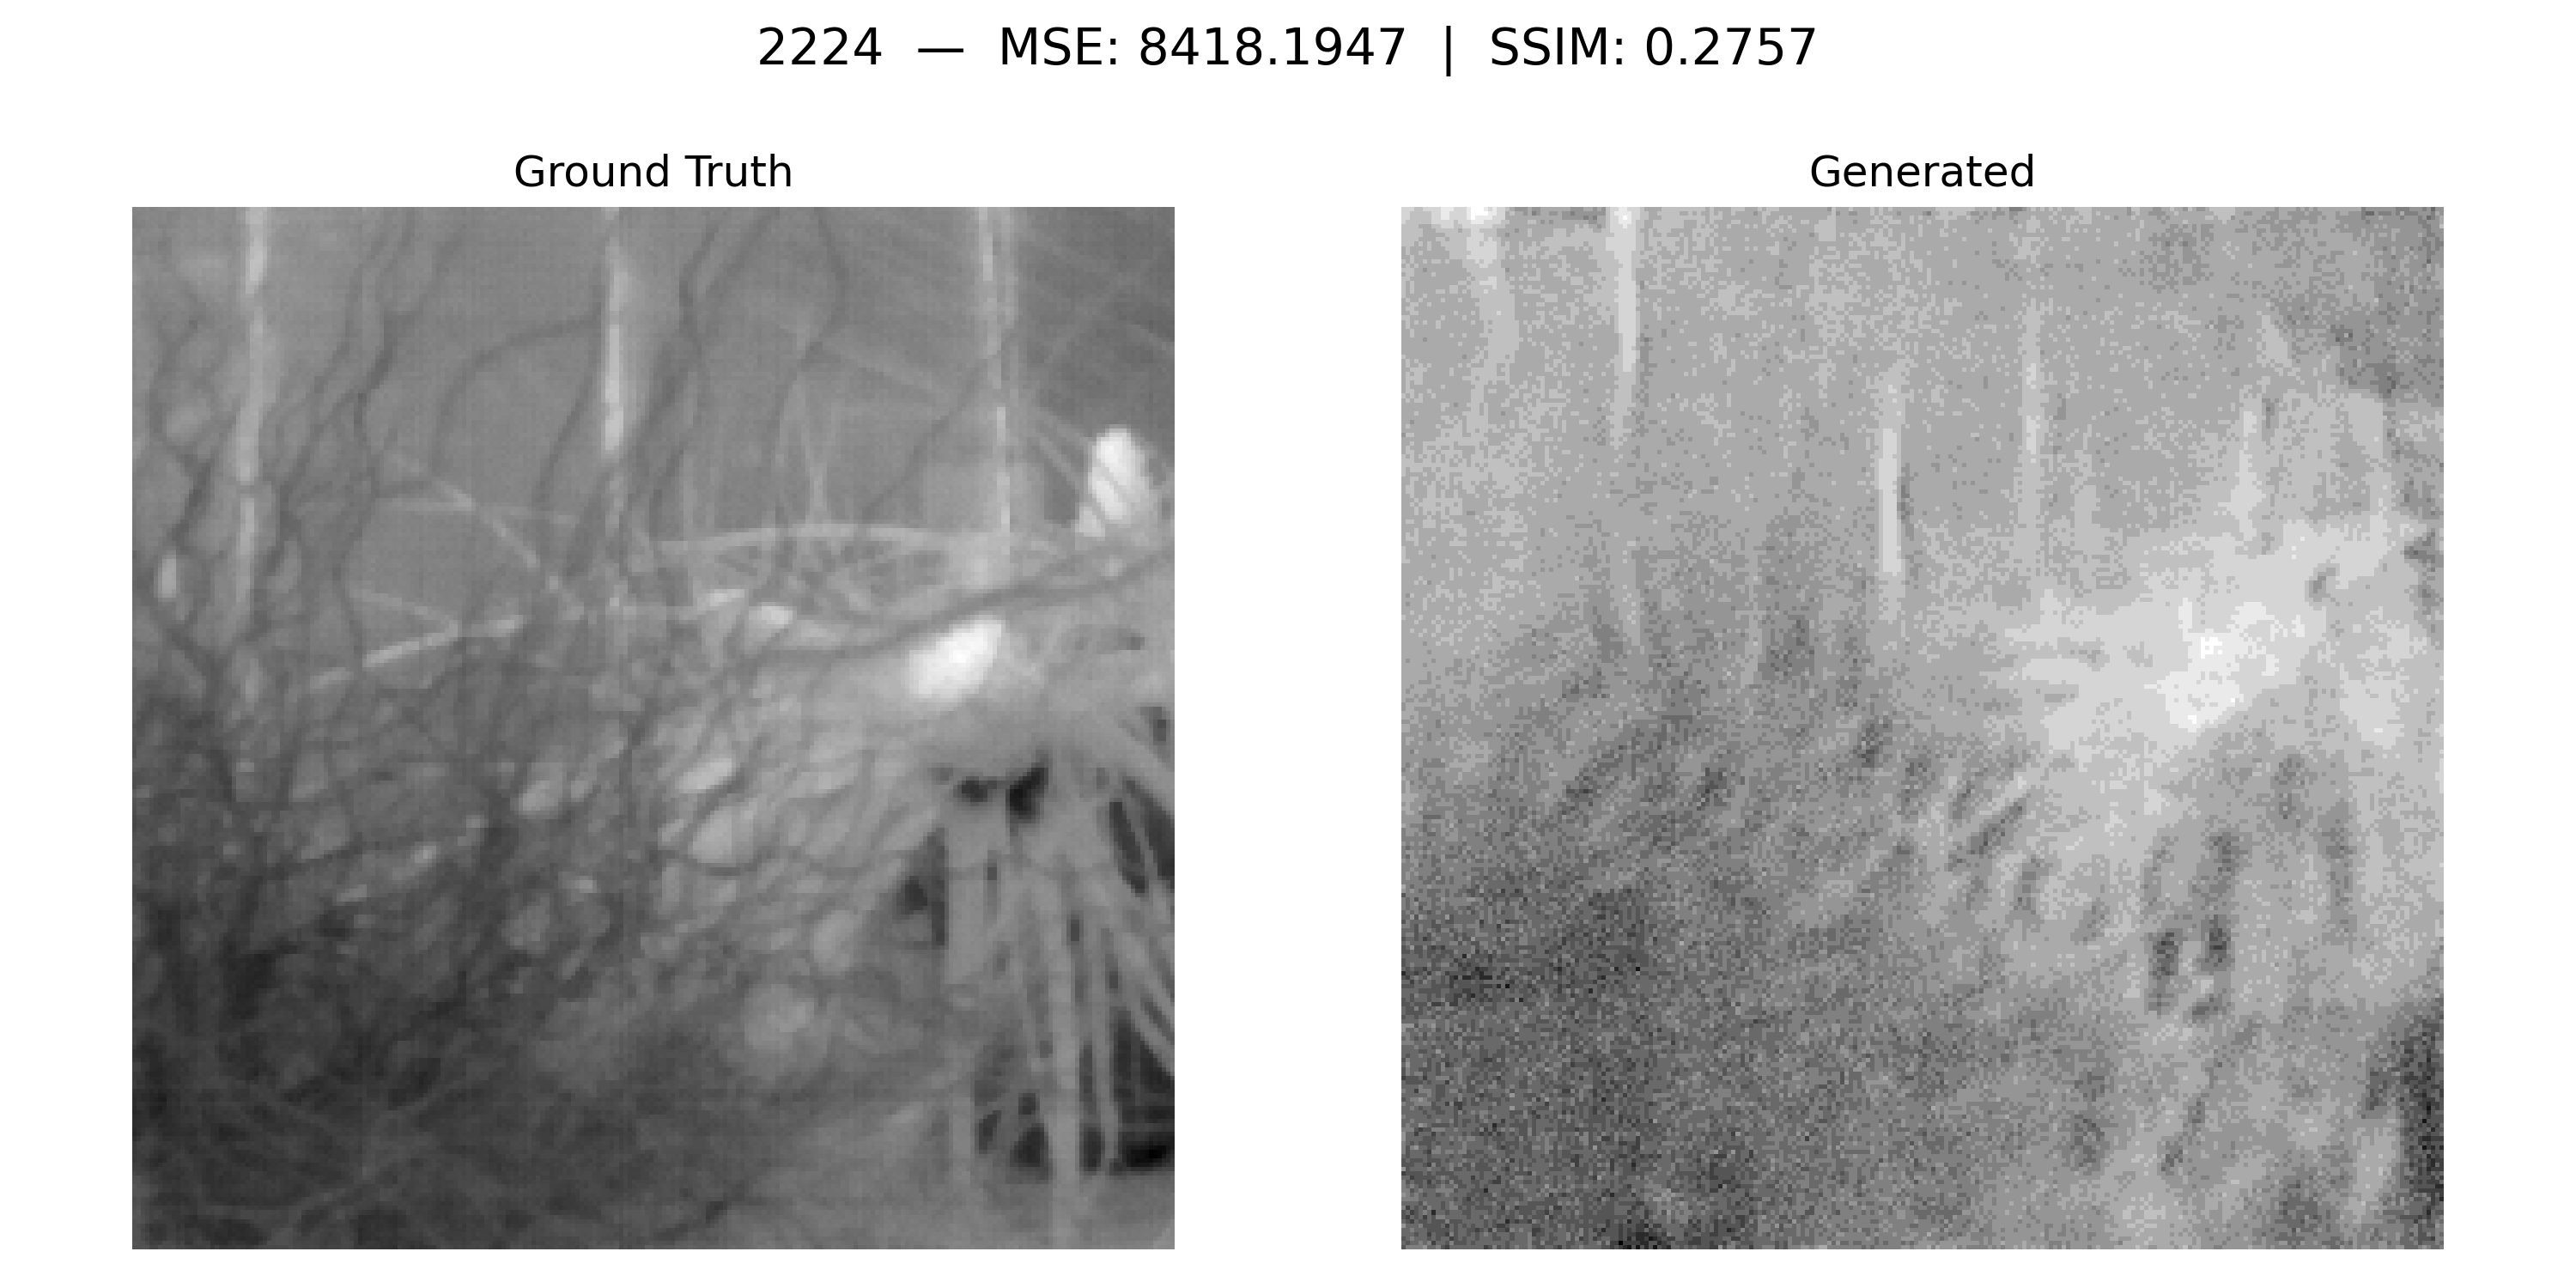 2224 — MSE: 8418.1947 | SSIM: 0.2757
Ground Truth
Generated